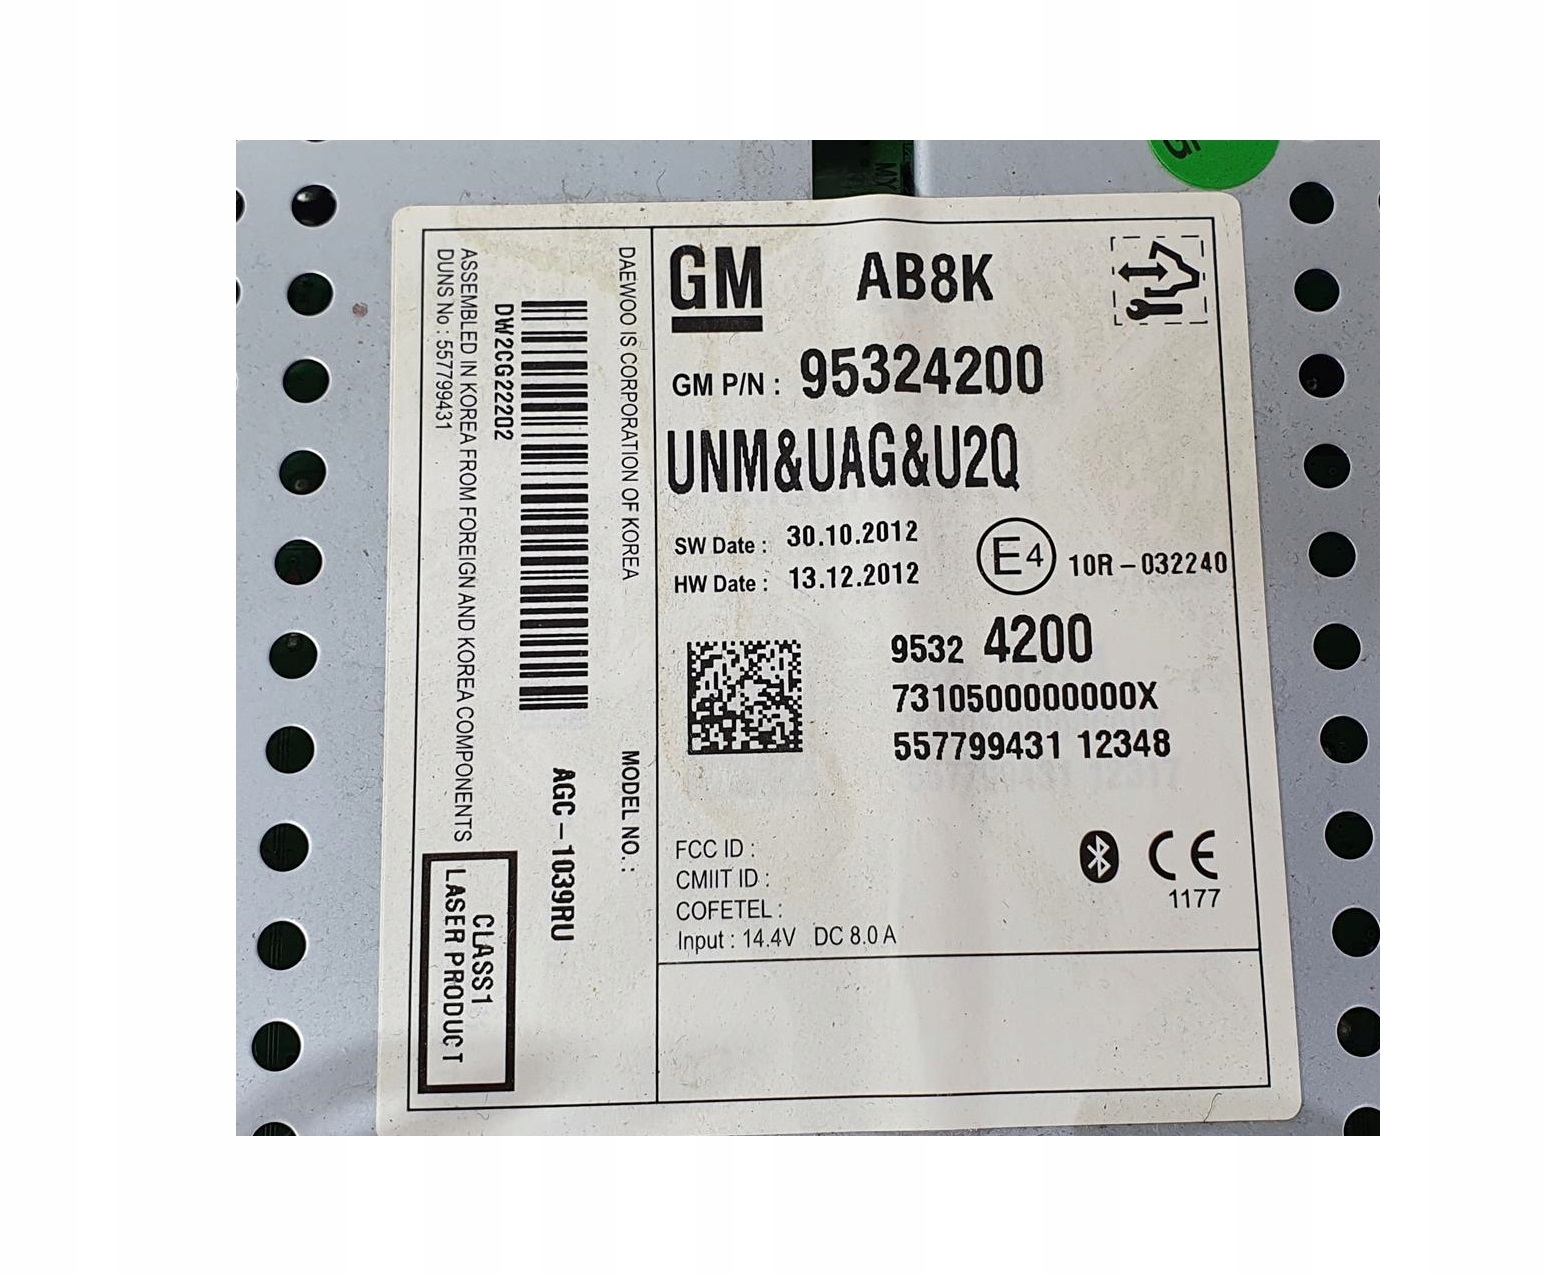 GM AB8K
GM P/N : 95324200
UNM&UAG&U2Q
SW Date : 30.10.2012
HW Date : 13.12.2012
E4 10R-032240
9532 4200
7310500000000X
557799431 12348
FCC ID :
CMIIT ID :
COFETEL :
Input : 14.4V DC 8.0 A
CE
1177
DAEWOO IS CORPORATION OF KOREA
MODEL NO. :
AGC-1039RU
DW2CG22202
ASSEMBLED IN KOREA FROM FOREIGN AND KOREA COMPONENTS
DUNS No : 557799431
CLASS1
LASER PRODUCT